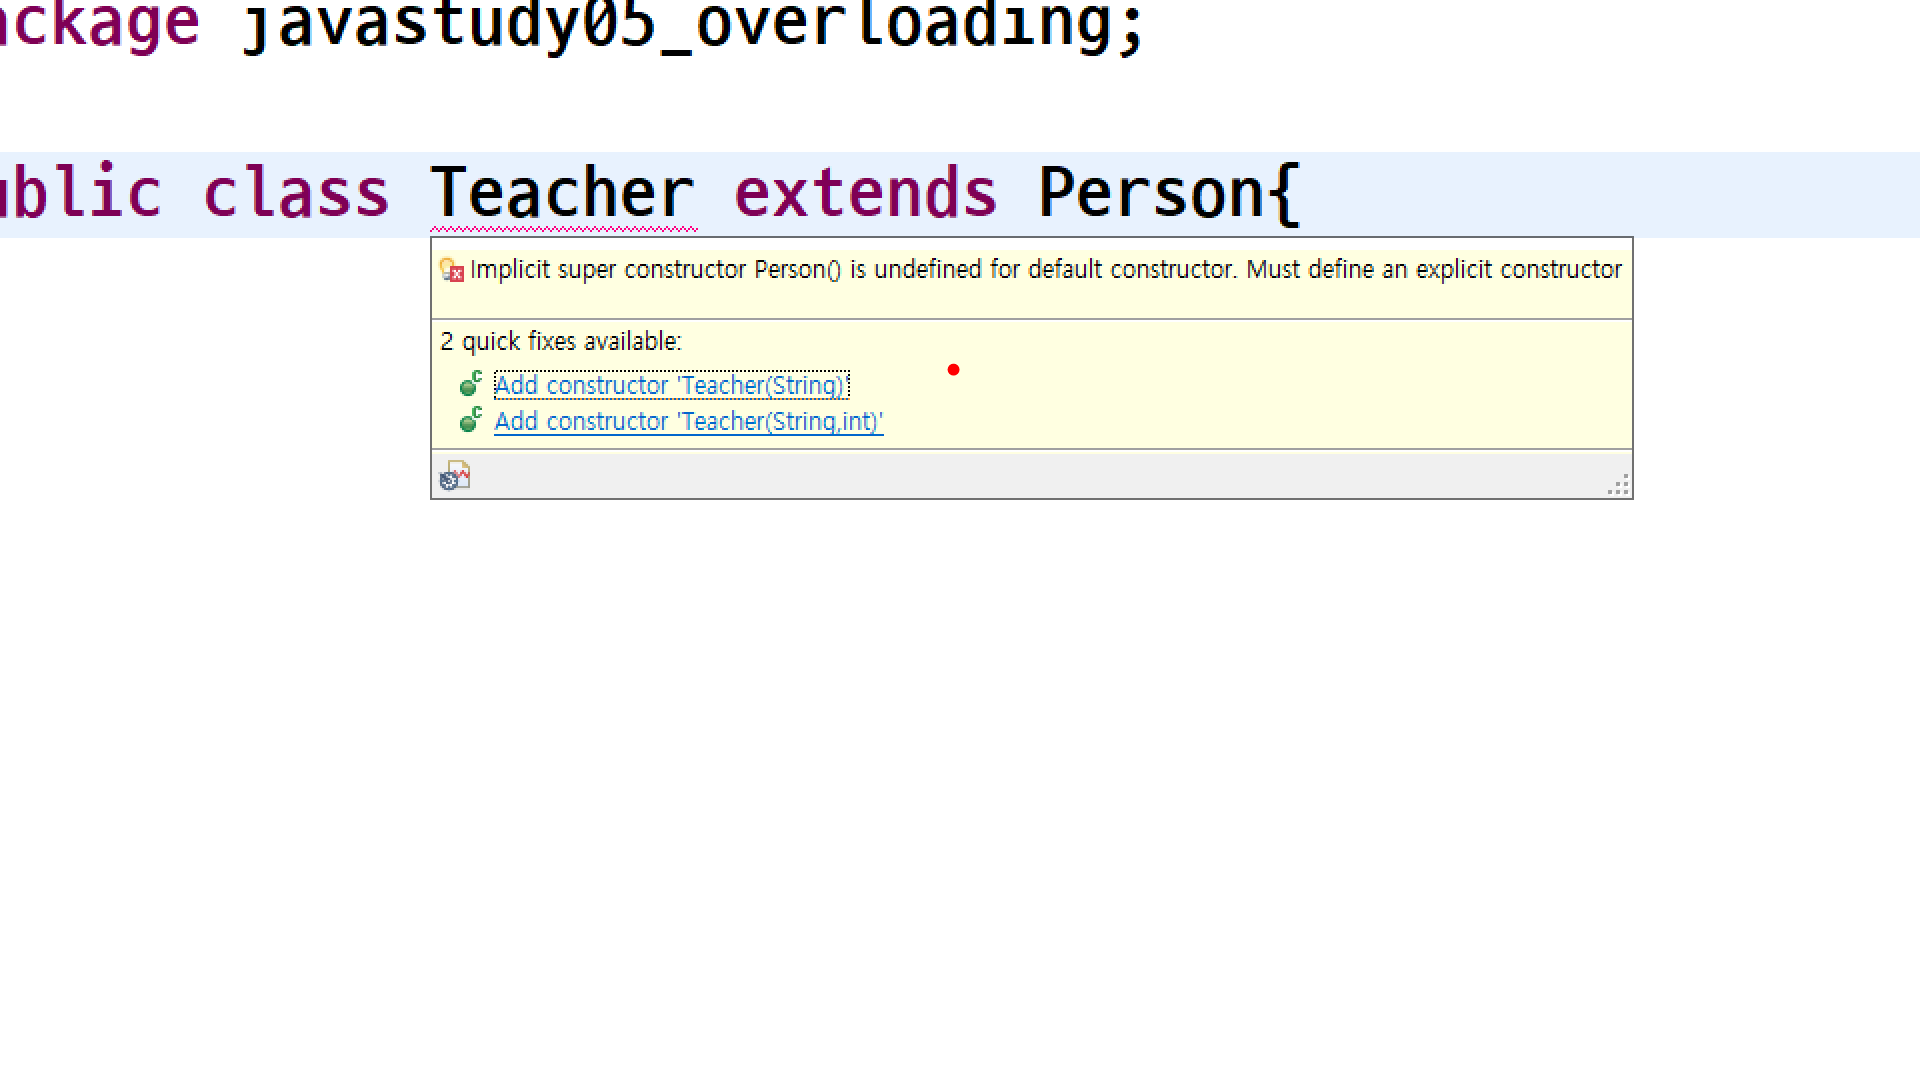 ackage javastudy05_overloading;
ublic class Teacher extends Person{
Implicit super constructor Person() is undefined for default constructor. Must define an explicit constructor
2 quick fixes available:
Add constructor 'Teacher(String)'
Add constructor 'Teacher(String,int)'